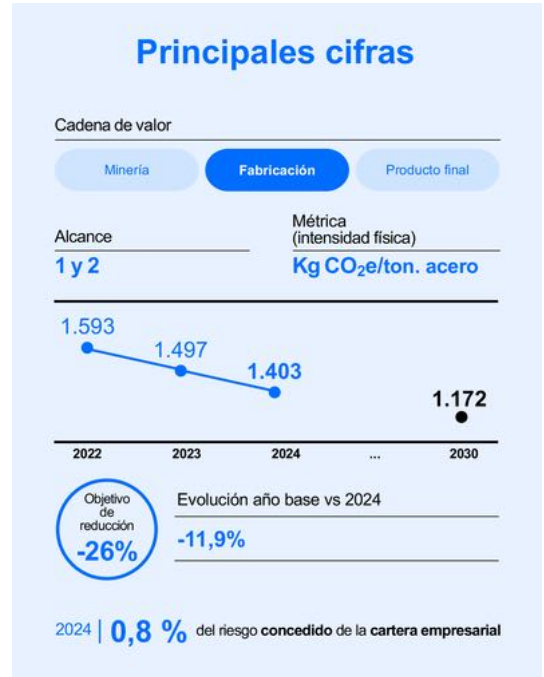 Principales cifras
Cadena de valor
Minería
Fabricación
Producto final
Alcance
1 y 2
Métrica
(intensidad física)
Kg CO₂e/ton. acero
1.593
1.497
1.403
1.172
2022 2023 2024 ... 2030
Objetivo
de
reducción
-26%
Evolución año base vs 2024
-11,9%
2024 | 0,8 % del riesgo concedido de la cartera empresarial